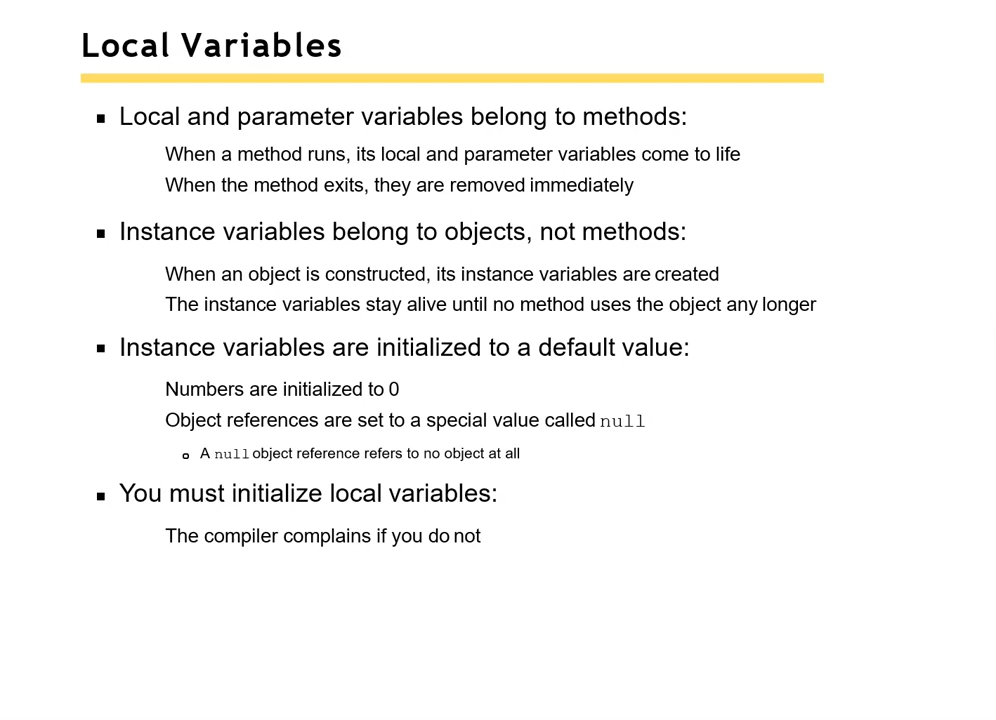 Local Variables
▪ Local and parameter variables belong to methods:
When a method runs, its local and parameter variables come to life
When the method exits, they are removed immediately
▪ Instance variables belong to objects, not methods:
When an object is constructed, its instance variables are created
The instance variables stay alive until no method uses the object any longer
▪ Instance variables are initialized to a default value:
Numbers are initialized to 0
Object references are set to a special value called null
o A null object reference refers to no object at all
▪ You must initialize local variables:
The compiler complains if you do not